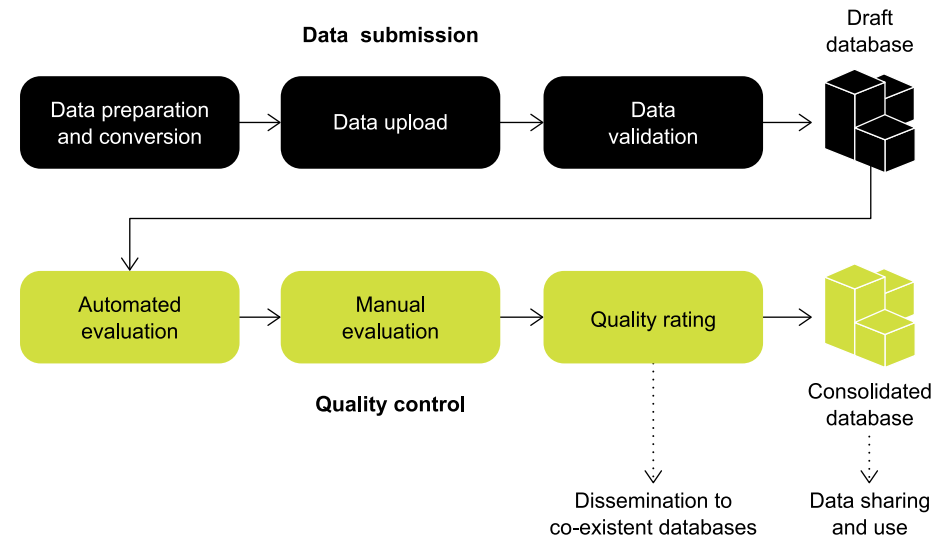 Data submission
Draft
database
Data preparation
and conversion
Data upload
Data
validation
Automated
evaluation
Manual
evaluation
Quality rating
Consolidated
database
Quality control
Dissemination to
co-existent databases
Data sharing
and use